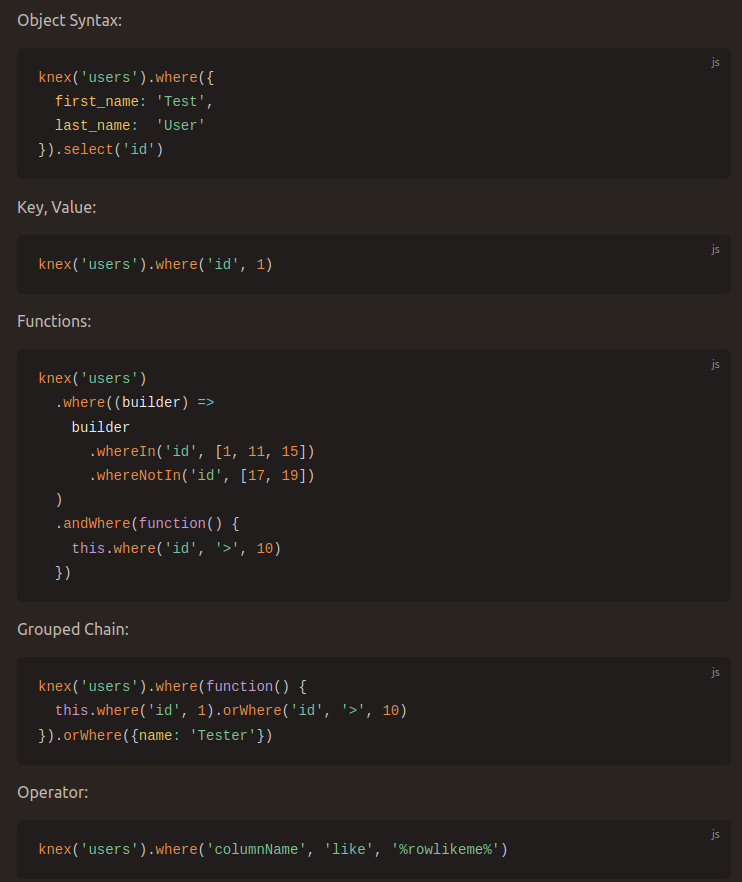 Object Syntax:
js
knex('users').where({
  first_name: 'Test',
  last_name:  'User'
}).select('id')
Key, Value:
js
knex('users').where('id', 1)
Functions:
js
knex('users')
  .where((builder) =>
    builder
      .whereIn('id', [1, 11, 15])
      .whereNotIn('id', [17, 19])
  )
  .andWhere(function() {
    this.where('id', '>', 10)
  })
Grouped Chain:
js
knex('users').where(function() {
  this.where('id', 1).orWhere('id', '>', 10)
}).orWhere({name: 'Tester'})
Operator:
js
knex('users').where('columnName', 'like', '%rowlikeme%')